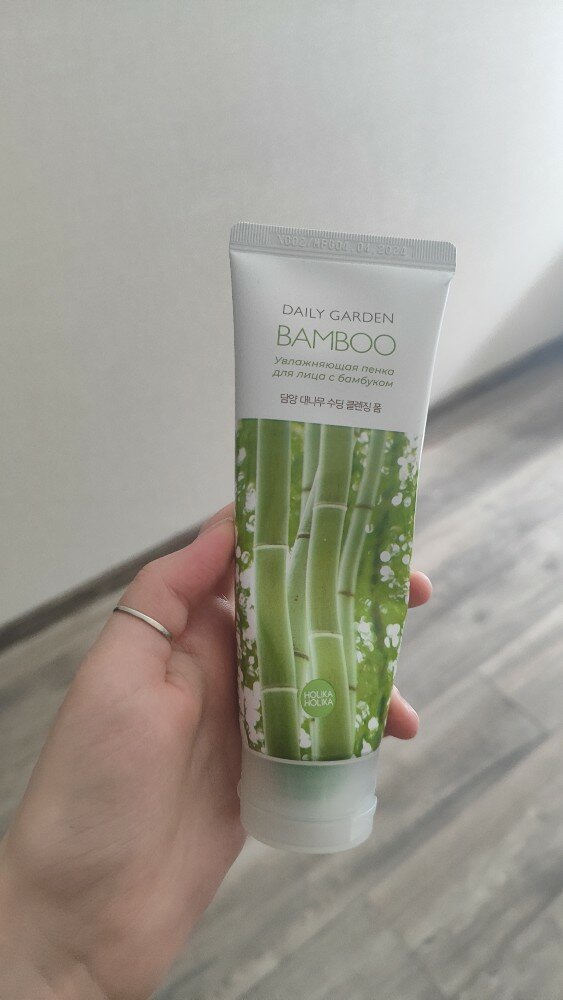 DAILY GARDEN
BAMBOO
Увлажняющая пенка
для лица с бамбуком
담양 대나무 수딩 클렌징 폼
HOLIKA
HOLIKA